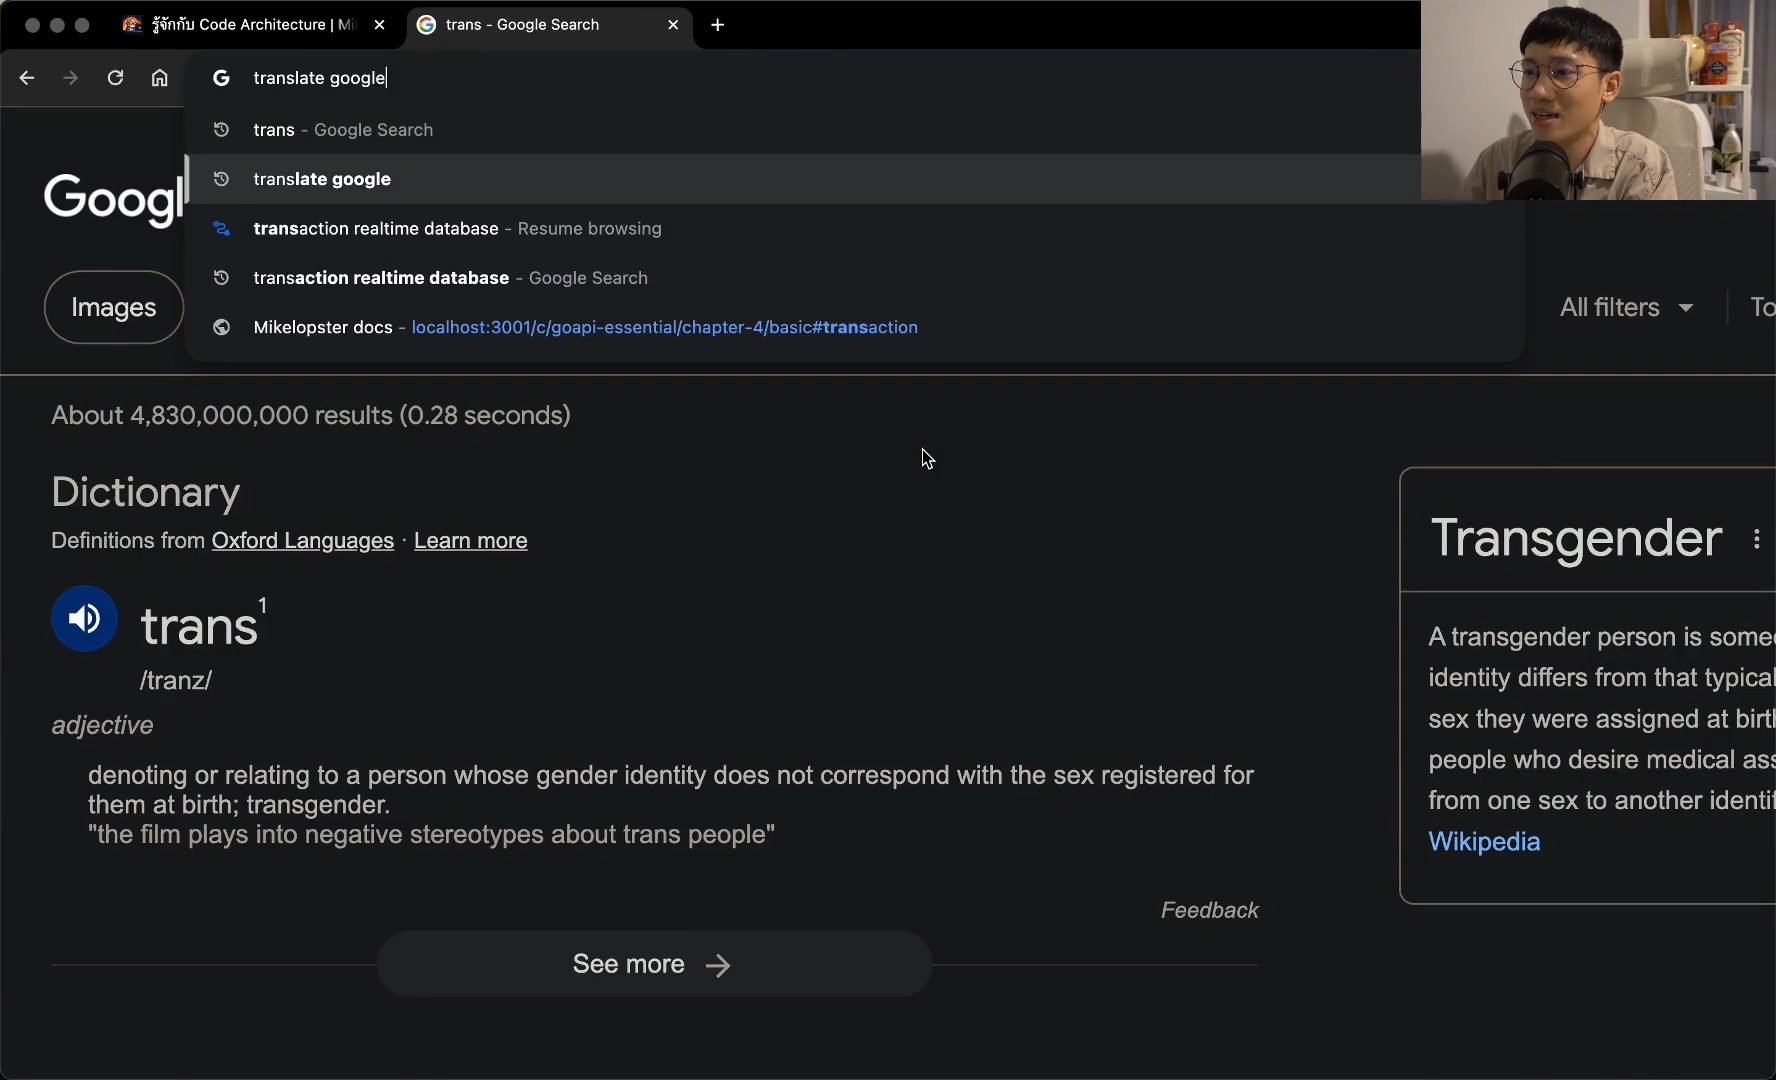 รู้จักกับ Code Architecture | Mi
trans - Google Search
translate google
trans - Google Search
translate google
transaction realtime database - Resume browsing
transaction realtime database - Google Search
Mikelopster docs - localhost:3001/c/goapi-essential/chapter-4/basic#transaction
Googl
Images
All filters
To
About 4,830,000,000 results (0.28 seconds)
Dictionary
Definitions from Oxford Languages · Learn more
trans¹
/tranz/
adjective
denoting or relating to a person whose gender identity does not correspond with the sex registered for
them at birth; transgender.
"the film plays into negative stereotypes about trans people"
Feedback
See more
Transgender
A transgender person is some
identity differs from that typical
sex they were assigned at birt
people who desire medical ass
from one sex to another identif
Wikipedia